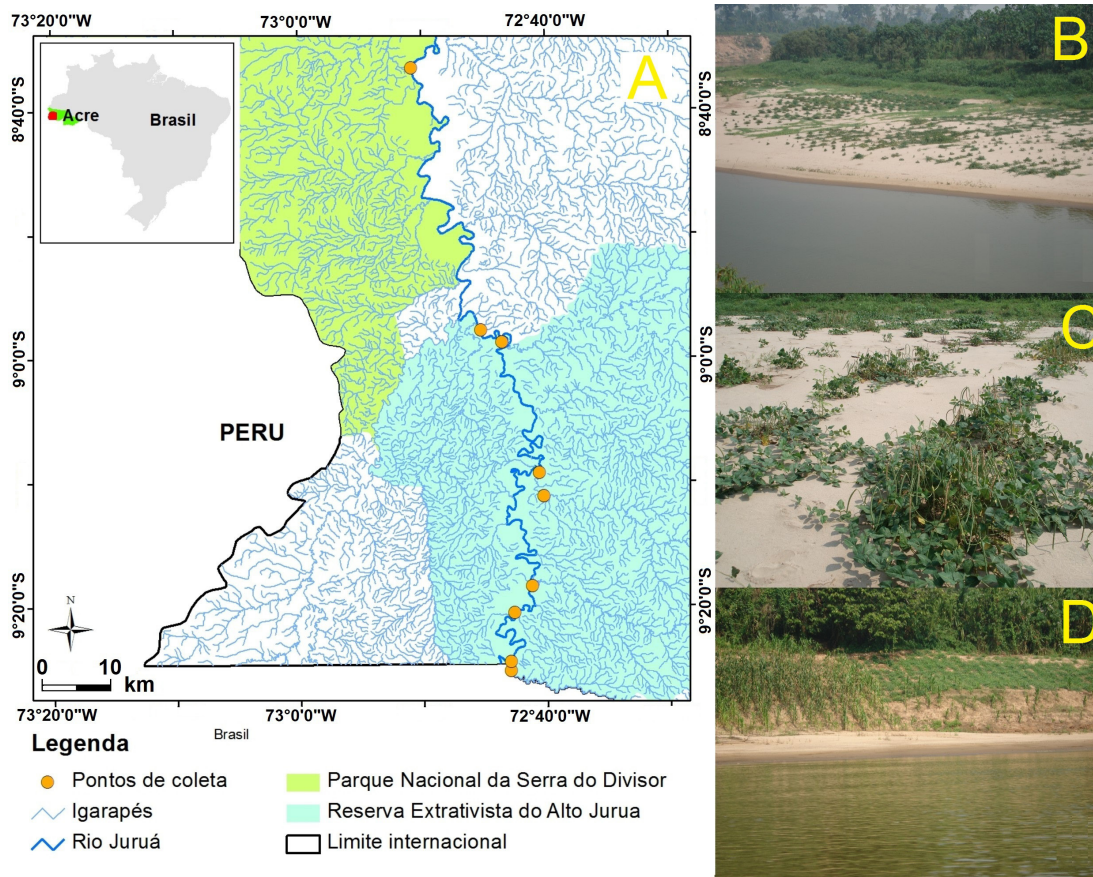 73°20'0"W 73°0'0"W 72°40'0"W
A
B
Acre
Brasil
8°40'0"S
8°40'0"S
9°0'0"S
9°0'0"S
PERU
C
9°20'0"S
9°20'0"S
N
0 10
km
D
73°20'0"W 73°0'0"W 72°40'0"W
Legenda
Brasil
Pontos de coleta
Igarapés
Rio Juruá
Parque Nacional da Serra do Divisor
Reserva Extrativista do Alto Jurua
Limite internacional